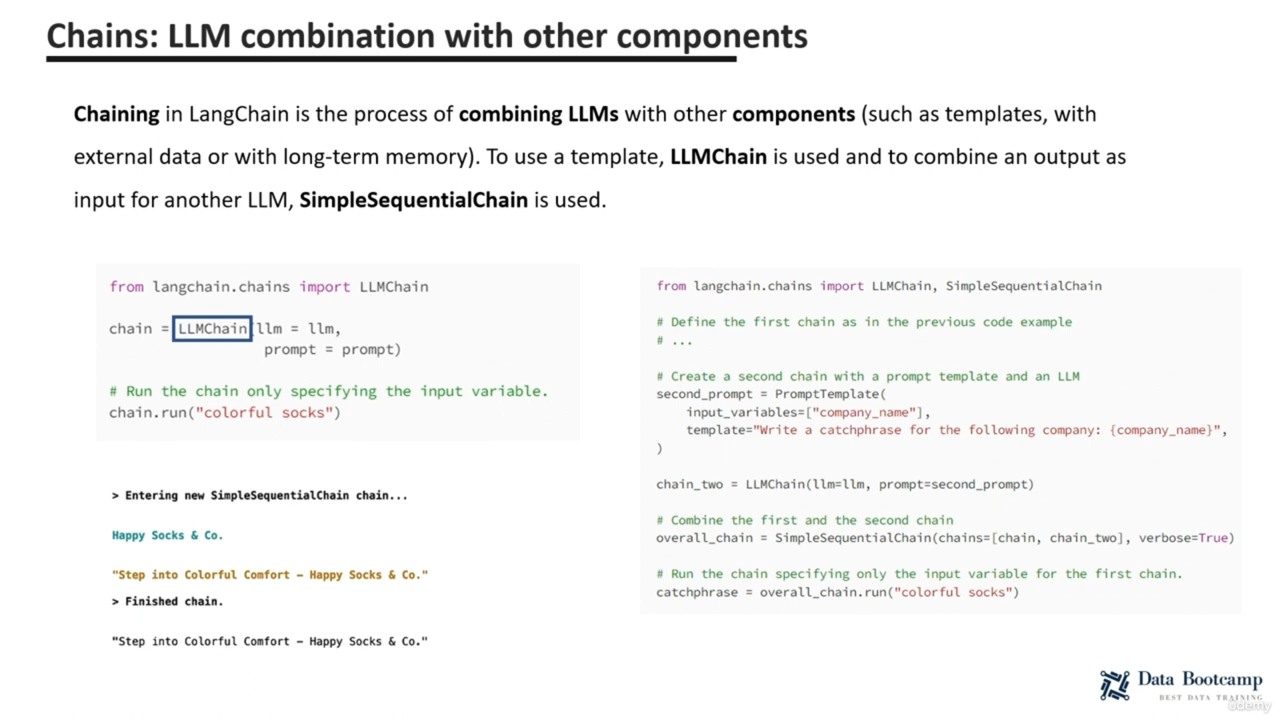 Chains: LLM combination with other components
Chaining in LangChain is the process of combining LLMs with other components (such as templates, with
external data or with long-term memory). To use a template, LLMChain is used and to combine an output as
input for another LLM, SimpleSequentialChain is used.
from langchain.chains import LLMChain
chain = LLMChain(llm = llm,
prompt = prompt)
# Run the chain only specifying the input variable.
chain.run("colorful socks")
> Entering new SimpleSequentialChain chain...
Happy Socks & Co.
"Step into Colorful Comfort – Happy Socks & Co."
> Finished chain.
"Step into Colorful Comfort – Happy Socks & Co."
from langchain.chains import LLMChain, SimpleSequentialChain
# Define the first chain as in the previous code example
# ...
# Create a second chain with a prompt template and an LLM
second_prompt = PromptTemplate(
input_variables=["company_name"],
template="Write a catchphrase for the following company: {company_name}",
)
chain_two = LLMChain(llm=llm, prompt=second_prompt)
# Combine the first and the second chain
overall_chain = SimpleSequentialChain(chains=[chain, chain_two], verbose=True)
# Run the chain specifying only the input variable for the first chain.
catchphrase = overall_chain.run("colorful socks")
Data Bootcamp
BEST DATA TRAINING
udemy